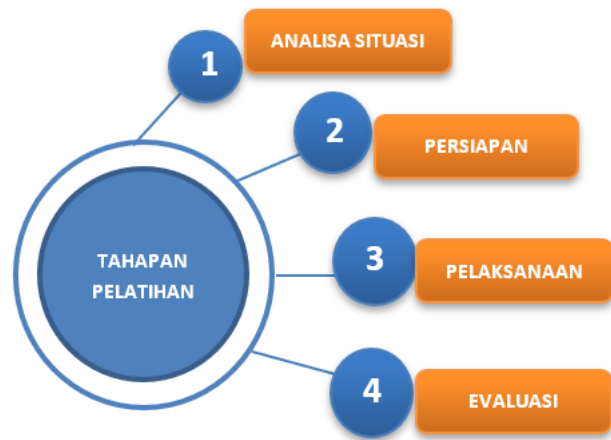 1
ANALISA SITUASI
2
PERSIAPAN
TAHAPAN
PELATIHAN
3
PELAKSANAAN
4
EVALUASI